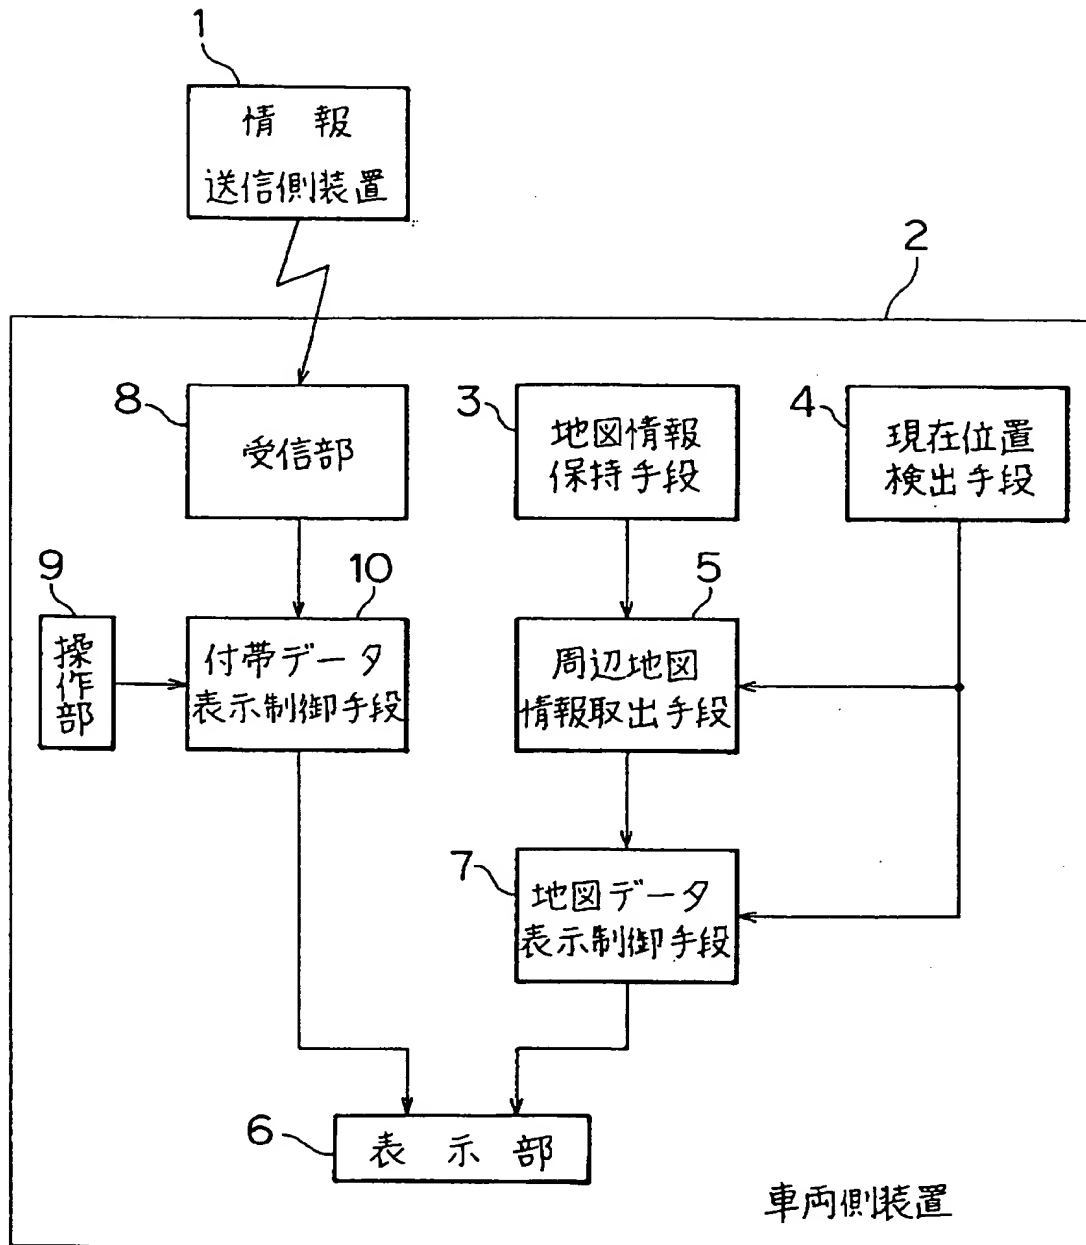 1
情 報
送信側装置
2
8
受信部
3
地図情報
保持手段
4
現在位置
検出手段
9
操作部
10
付帯データ
表示制御手段
5
周辺地図
情報取出手段
7
地図データ
表示制御手段
6
表 示 部
車両側装置